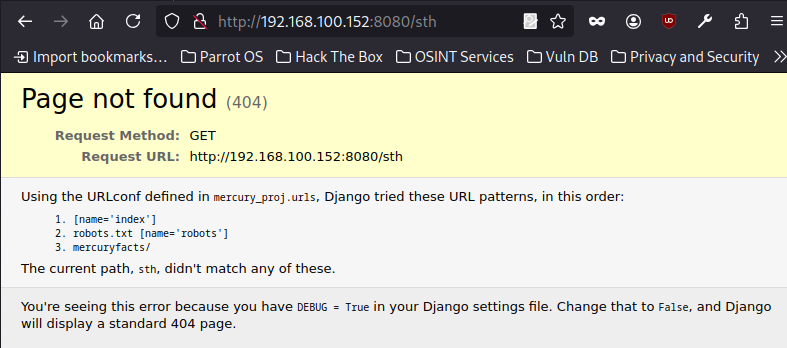 http://192.168.100.152:8080/sth
Import bookmarks… Parrot OS Hack The Box OSINT Services Vuln DB Privacy and Security
Page not found (404)
Request Method: GET
Request URL: http://192.168.100.152:8080/sth
Using the URLconf defined in mercury_proj.urls, Django tried these URL patterns, in this order:
1. [name='index']
2. robots.txt [name='robots']
3. mercuryfacts/
The current path, sth, didn't match any of these.
You're seeing this error because you have DEBUG = True in your Django settings file. Change that to False, and Django
will display a standard 404 page.